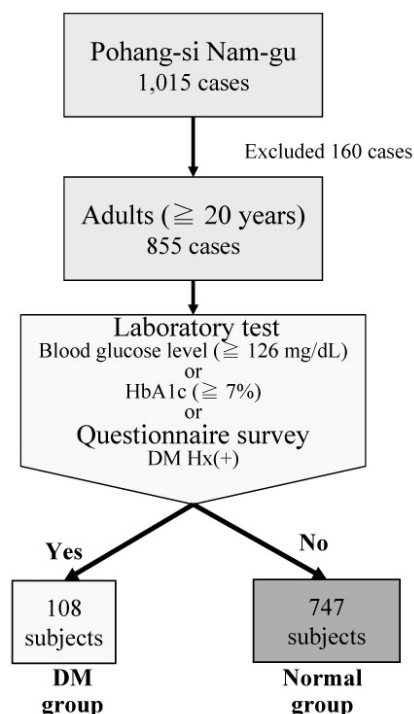 Pohang-si Nam-gu
1,015 cases
Excluded 160 cases
Adults (≧ 20 years)
855 cases
Laboratory test
Blood glucose level (≧ 126 mg/dL)
or
HbA1c (≧ 7%)
or
Questionnaire survey
DM Hx(+)
Yes
No
108
subjects
747
subjects
DM
group
Normal
group